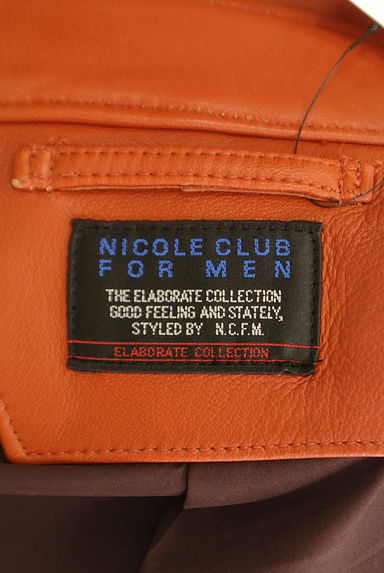 NICOLE CLUB
FOR MEN
THE ELABORATE COLLECTION
GOOD FEELING AND STATELY,
STYLED BY N.C.F.M.
ELABORATE COLLECTION